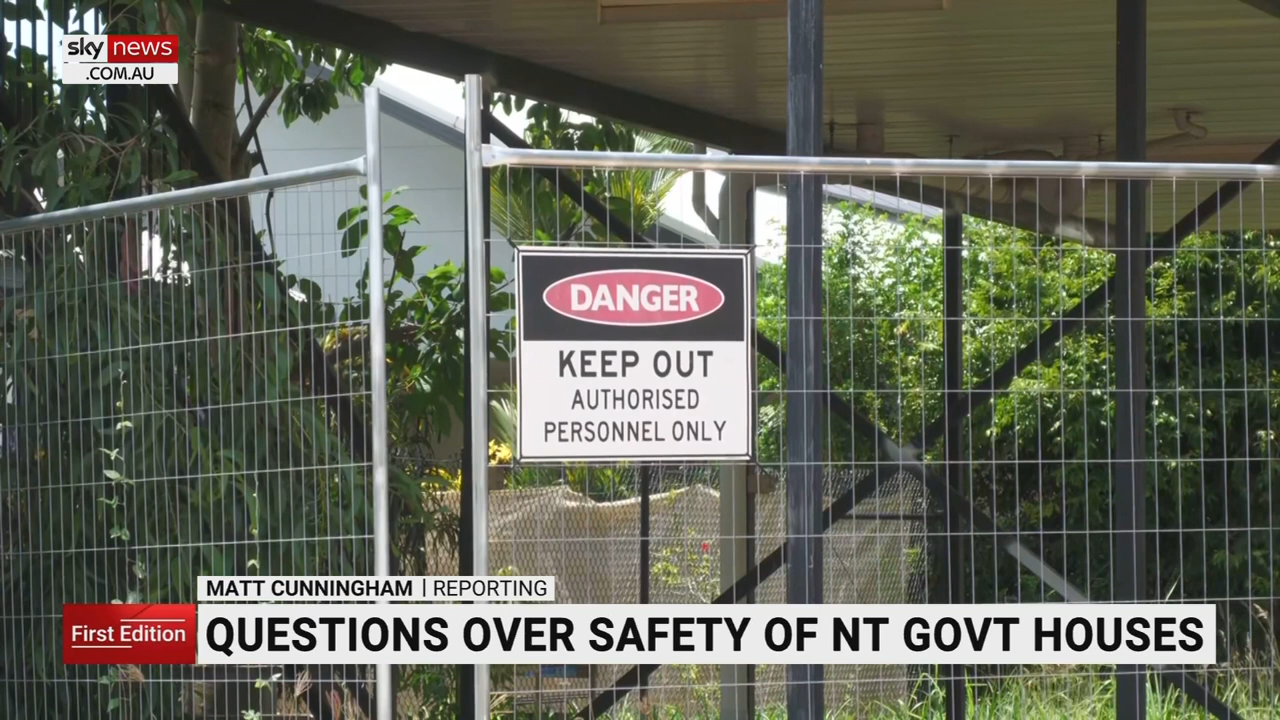 sky news
.COM.AU
DANGER
KEEP OUT
AUTHORISED
PERSONNEL ONLY
MATT CUNNINGHAM | REPORTING
First Edition
QUESTIONS OVER SAFETY OF NT GOVT HOUSES